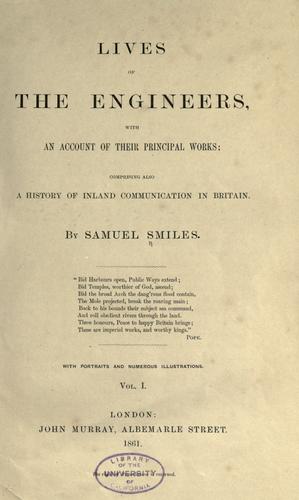 LIVES
OF
THE ENGINEERS,
WITH
AN ACCOUNT OF THEIR PRINCIPAL WORKS;
COMPRISING ALSO
A HISTORY OF INLAND COMMUNICATION IN BRITAIN.
BY SAMUEL SMILES.
"Bid Harbours open, Public Ways extend;
Bid Temples, worthier of God, ascend;
Bid the broad Arch the dang'rous flood contain,
The Mole projected, break the roaring main;
Back to his bounds their subject sea command,
And roll obedient rivers through the land.
These honours, Peace to happy Britain brings;
These are imperial works, and worthy kings."
POPE.
WITH PORTRAITS AND NUMEROUS ILLUSTRATIONS.
VOL. I.
LONDON:
JOHN MURRAY, ALBEMARLE STREET.
1861.
LIBRARY
OF THE
UNIVERSITY
OF
CALIFORNIA